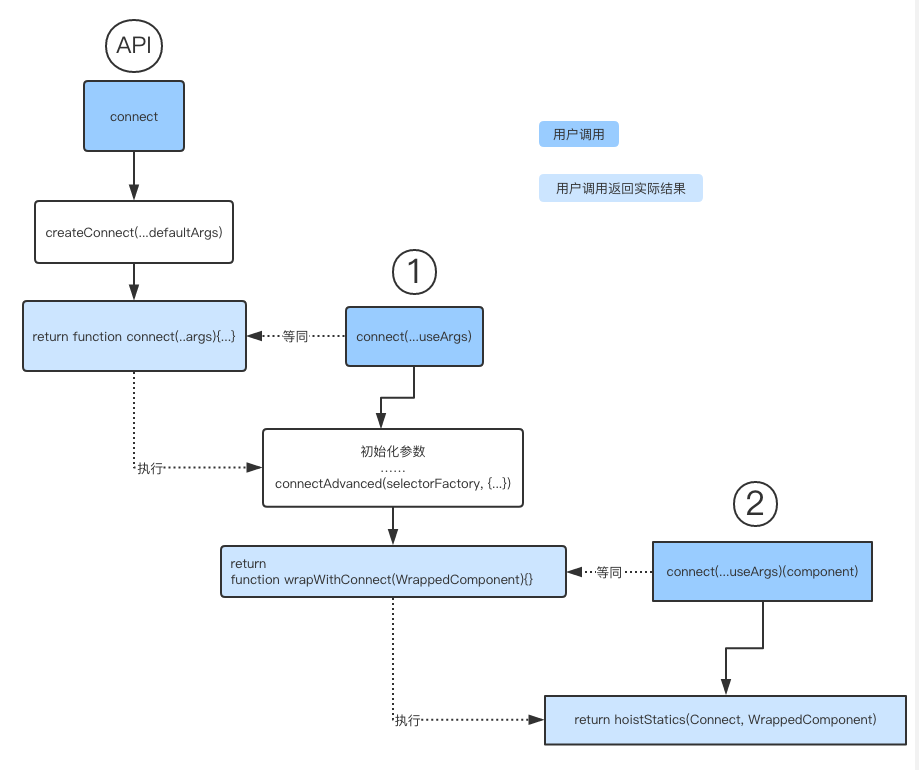 API
connect
用户调用
用户调用返回实际结果
createConnect(...defaultArgs)
1
return function connect(..args){...}
等同
connect(...useArgs)
初始化参数
……
connectAdvanced(selectorFactory, {...})
执行
2
return
function wrapWithConnect(WrappedComponent){}
等同
connect(...useArgs)(component)
执行
return hoistStatics(Connect, WrappedComponent)